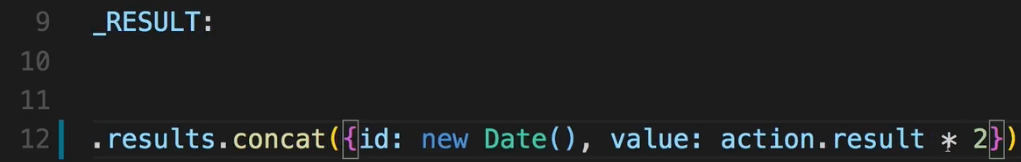 9 _RESULT:
10
11
12 .results.concat({id: new Date(), value: action.result * 2})